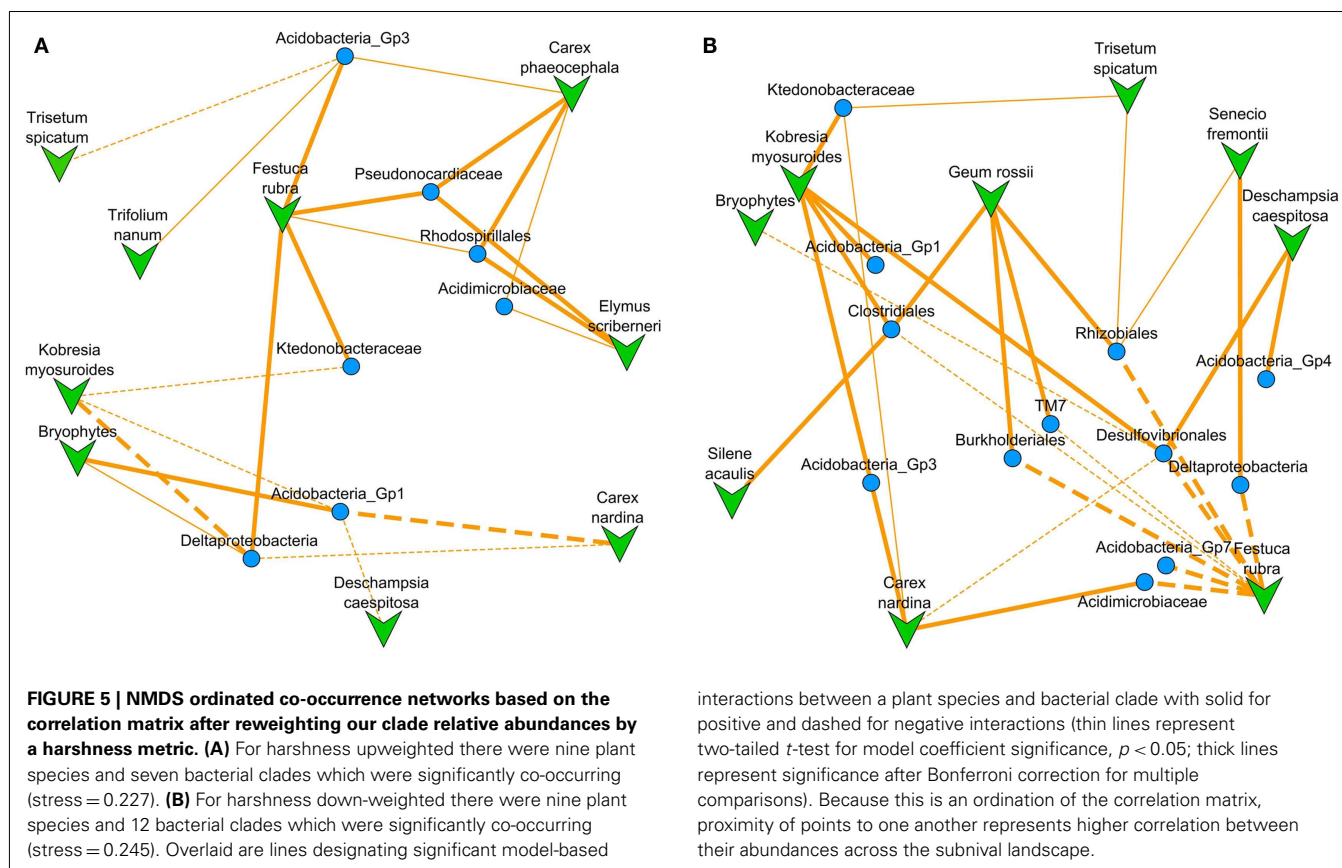 A
Acidobacteria_Gp3
Carex
phaeocephala
Trisetum
spicatum
Festuca
rubra
Pseudonocardiaceae
Trifolium
nanum
Rhodospirillales
Acidimicrobiaceae
Elymus
scriberneri
Kobresia
myosuroides
Ktedonobacteraceae
Bryophytes
Acidobacteria_Gp1
Carex
nardina
Deltaproteobacteria
Deschampsia
caespitosa
B
Trisetum
spicatum
Ktedonobacteraceae
Senecio
fremontii
Kobresia
myosuroides
Geum rossii
Bryophytes
Deschampsia
caespitosa
Acidobacteria_Gp1
Clostridiales
Rhizobiales
Acidobacteria_Gp4
TM7
Silene
acaulis
Burkholderiales
Desulfovibrionales
Acidobacteria_Gp3
Deltaproteobacteria
Acidobacteria_Gp7
Festuca
rubra
Carex
nardina
Acidimicrobiaceae
FIGURE 5 | NMDS ordinated co-occurrence networks based on the
correlation matrix after reweighting our clade relative abundances by
a harshness metric. (A) For harshness upweighted there were nine plant
species and seven bacterial clades which were significantly co-occurring
(stress = 0.227). (B) For harshness down-weighted there were nine plant
species and 12 bacterial clades which were significantly co-occurring
(stress = 0.245). Overlaid are lines designating significant model-based
interactions between a plant species and bacterial clade with solid for
positive and dashed for negative interactions (thin lines represent
two-tailed t-test for model coefficient significance, p < 0.05; thick lines
represent significance after Bonferroni correction for multiple
comparisons). Because this is an ordination of the correlation matrix,
proximity of points to one another represents higher correlation between
their abundances across the subnival landscape.